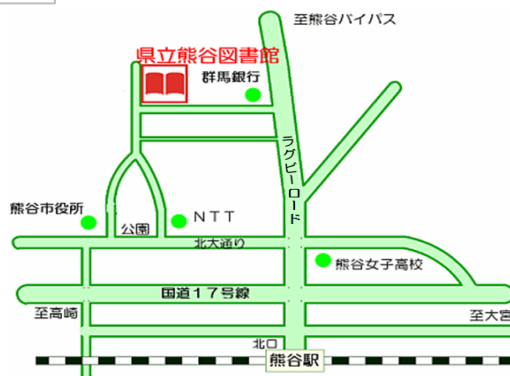 至熊谷バイパス
県立熊谷図書館
群馬銀行
ラグビーロード
熊谷市役所
NTT
公園
北大通り
熊谷女子高校
国道17号線
至高崎
至大宮
北口
熊谷駅